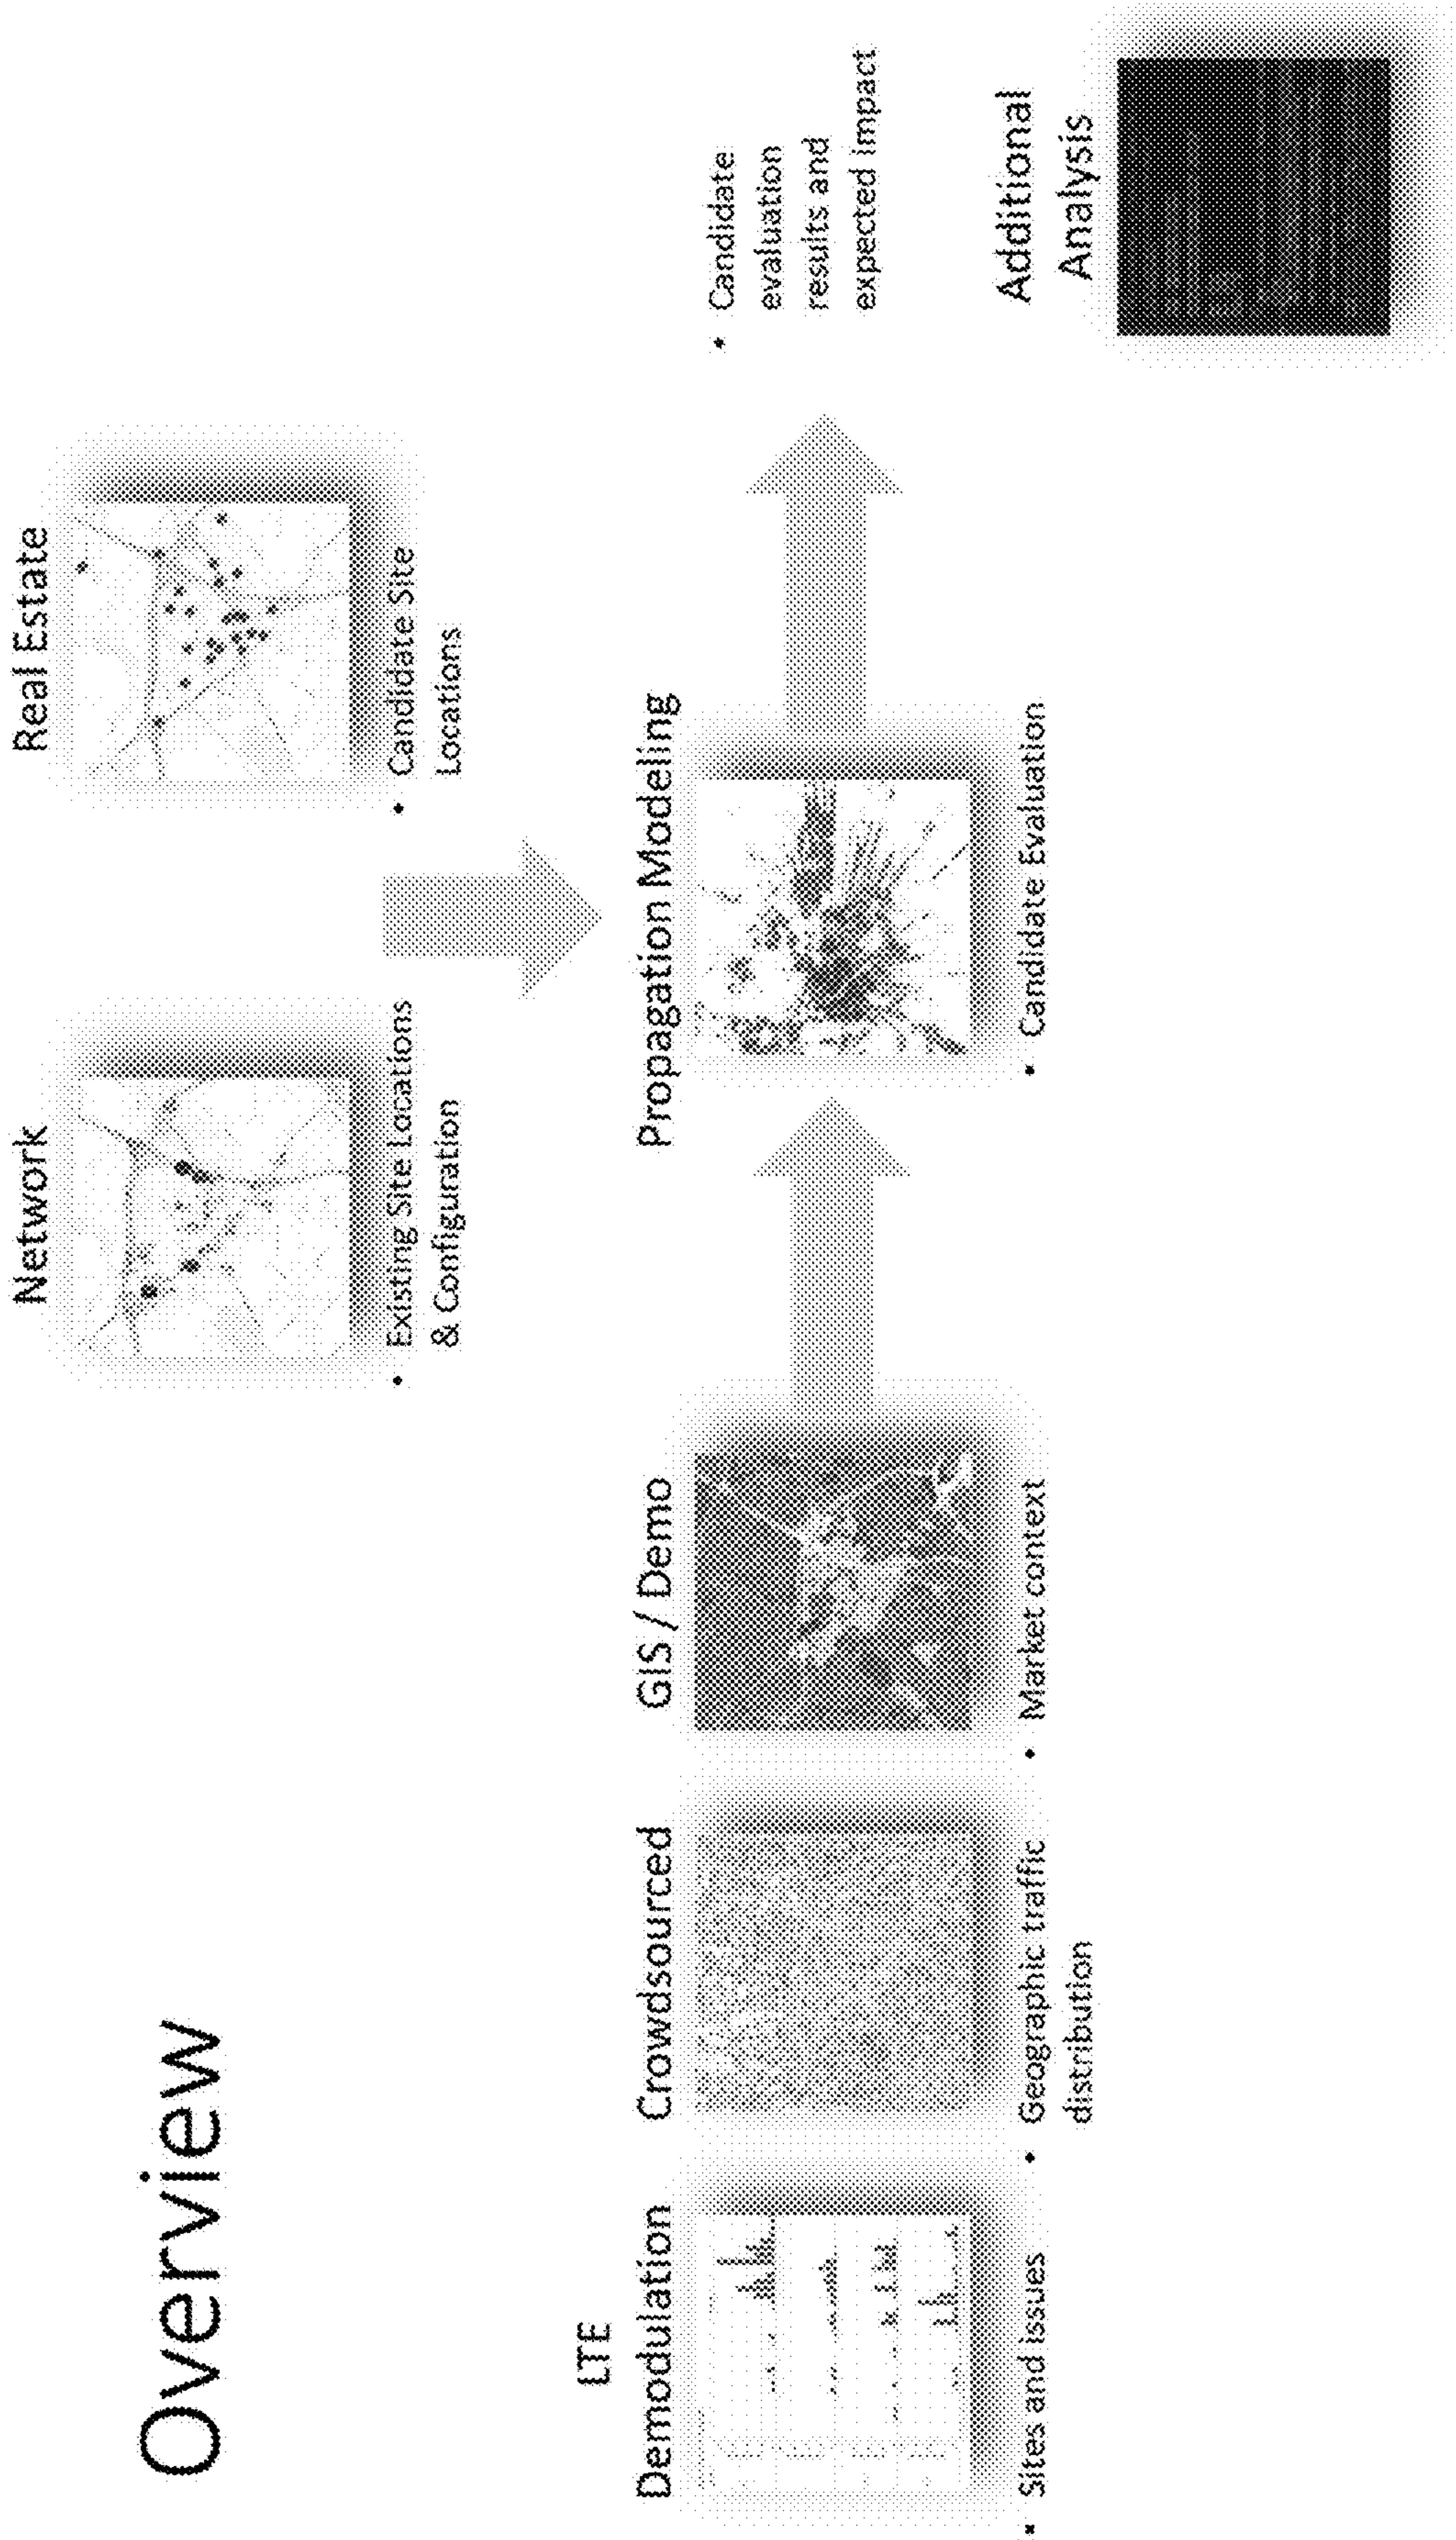 Overview
Network
• Existing Site Locations
& Configuration
Real Estate
• Candidate Site
Locations
LTE
Demodulation
• Sites and issues
Crowdsourced
• Geographic traffic
distribution
GIS / Demo
• Market context
Propagation Modeling
• Candidate Evaluation
• Candidate
evaluation
results and
expected impact
Additional
Analysis